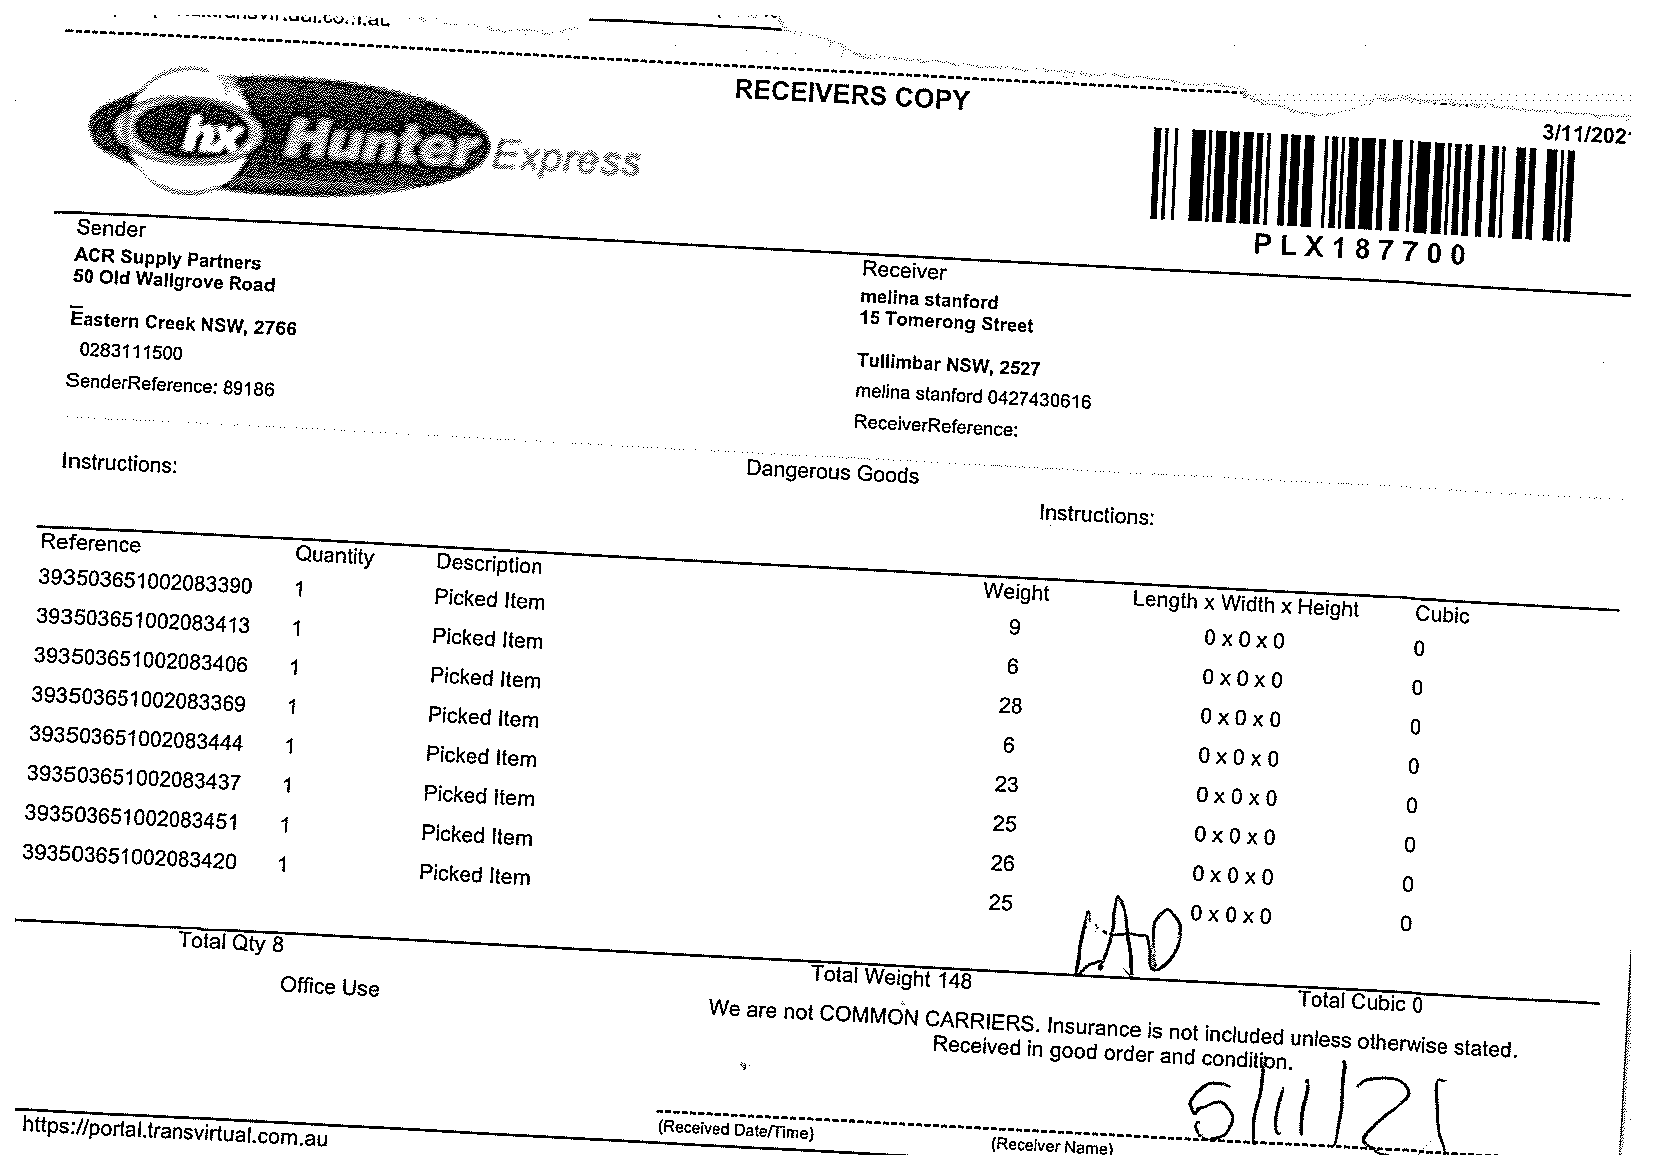 RECEIVERS COPY
hx Hunter Express
3/11/202
PLX187700
Sender
ACR Supply Partners
50 Old Wallgrove Road
Eastern Creek NSW, 2766
0283111500
SenderReference: 89186
Receiver
melina stanford
15 Tomerong Street
Tullimbar NSW, 2527
melina stanford 0427430616
ReceiverReference:
Instructions:
Dangerous Goods
Instructions:
Reference Quantity Description Weight Length x Width x Height Cubic
393503651002083390 1 Picked Item 9 0 x 0 x 0 0
393503651002083413 1 Picked Item 6 0 x 0 x 0 0
393503651002083406 1 Picked Item 28 0 x 0 x 0 0
393503651002083369 1 Picked Item 6 0 x 0 x 0 0
393503651002083444 1 Picked Item 23 0 x 0 x 0 0
393503651002083437 1 Picked Item 25 0 x 0 x 0 0
393503651002083451 1 Picked Item 26 0 x 0 x 0 0
393503651002083420 1 Picked Item 25 0 x 0 x 0 0
Total Qty 8 Total Weight 148 Total Cubic 0
Office Use
We are not COMMON CARRIERS. Insurance is not included unless otherwise stated.
Received in good order and condition.
5/11/21
(Received Date/Time) (Receiver Name)
https://portal.transvirtual.com.au